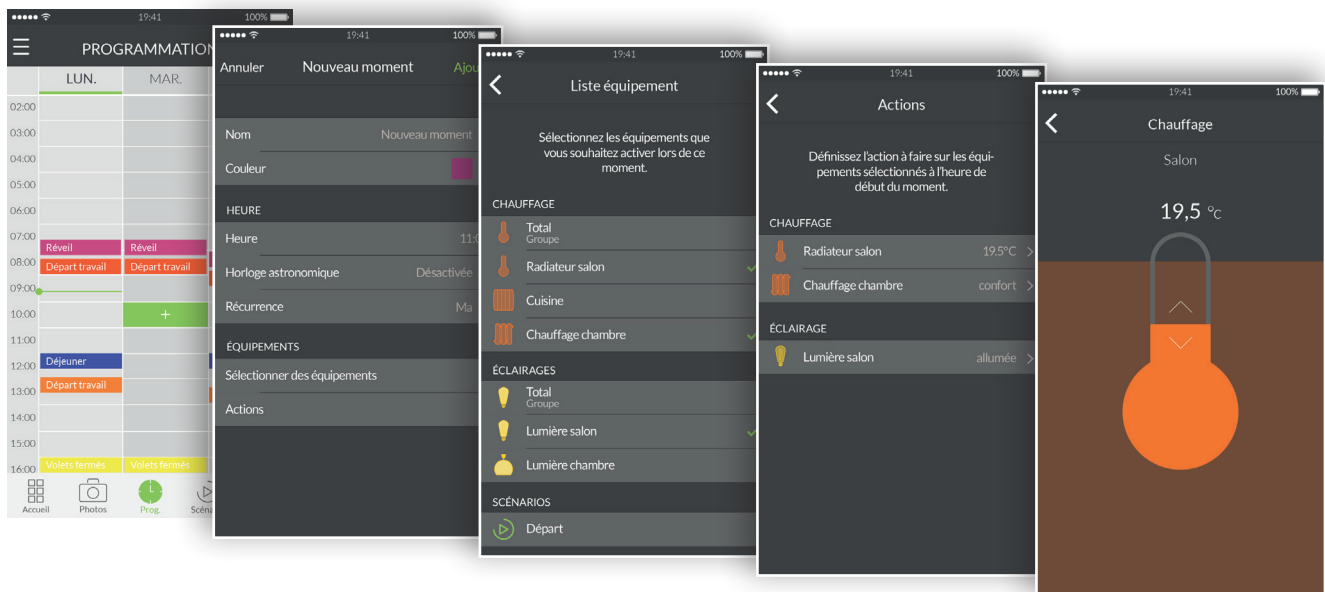 19:41
100%
PROGRAMMATION
LUN.
MAR.
02:00
03:00
04:00
05:00
06:00
07:00
Réveil
Réveil
08:00
Départ travail
Départ travail
09:00
10:00
+
11:00
12:00
Déjeuner
13:00
Départ travail
14:00
15:00
16:00
Volets fermés
Volets fermés
Accueil
Photos
Prog.
19:41
100%
Annuler
Nouveau moment
Nom
Nouveau moment
Couleur
HEURE
Heure
Horloge astronomique
Désactivée
Récurrence
Ma
ÉQUIPEMENTS
Sélectionner des équipements
Actions
19:41
100%
Liste équipement
Sélectionnez les équipements que
vous souhaitez activer lors de ce
moment.
CHAUFFAGE
Total
Groupe
Radiateur salon
Cuisine
Chauffage chambre
ÉCLAIRAGES
Total
Groupe
Lumière salon
Lumière chambre
SCÉNARIOS
Départ
19:41
100%
Actions
Définissez l'action à faire sur les équi-
pements sélectionnés à l'heure de
début du moment.
CHAUFFAGE
Radiateur salon
19.5°C
Chauffage chambre
confort
ÉCLAIRAGE
Lumière salon
allumée
19:41
100%
Chauffage
Salon
19,5 °C